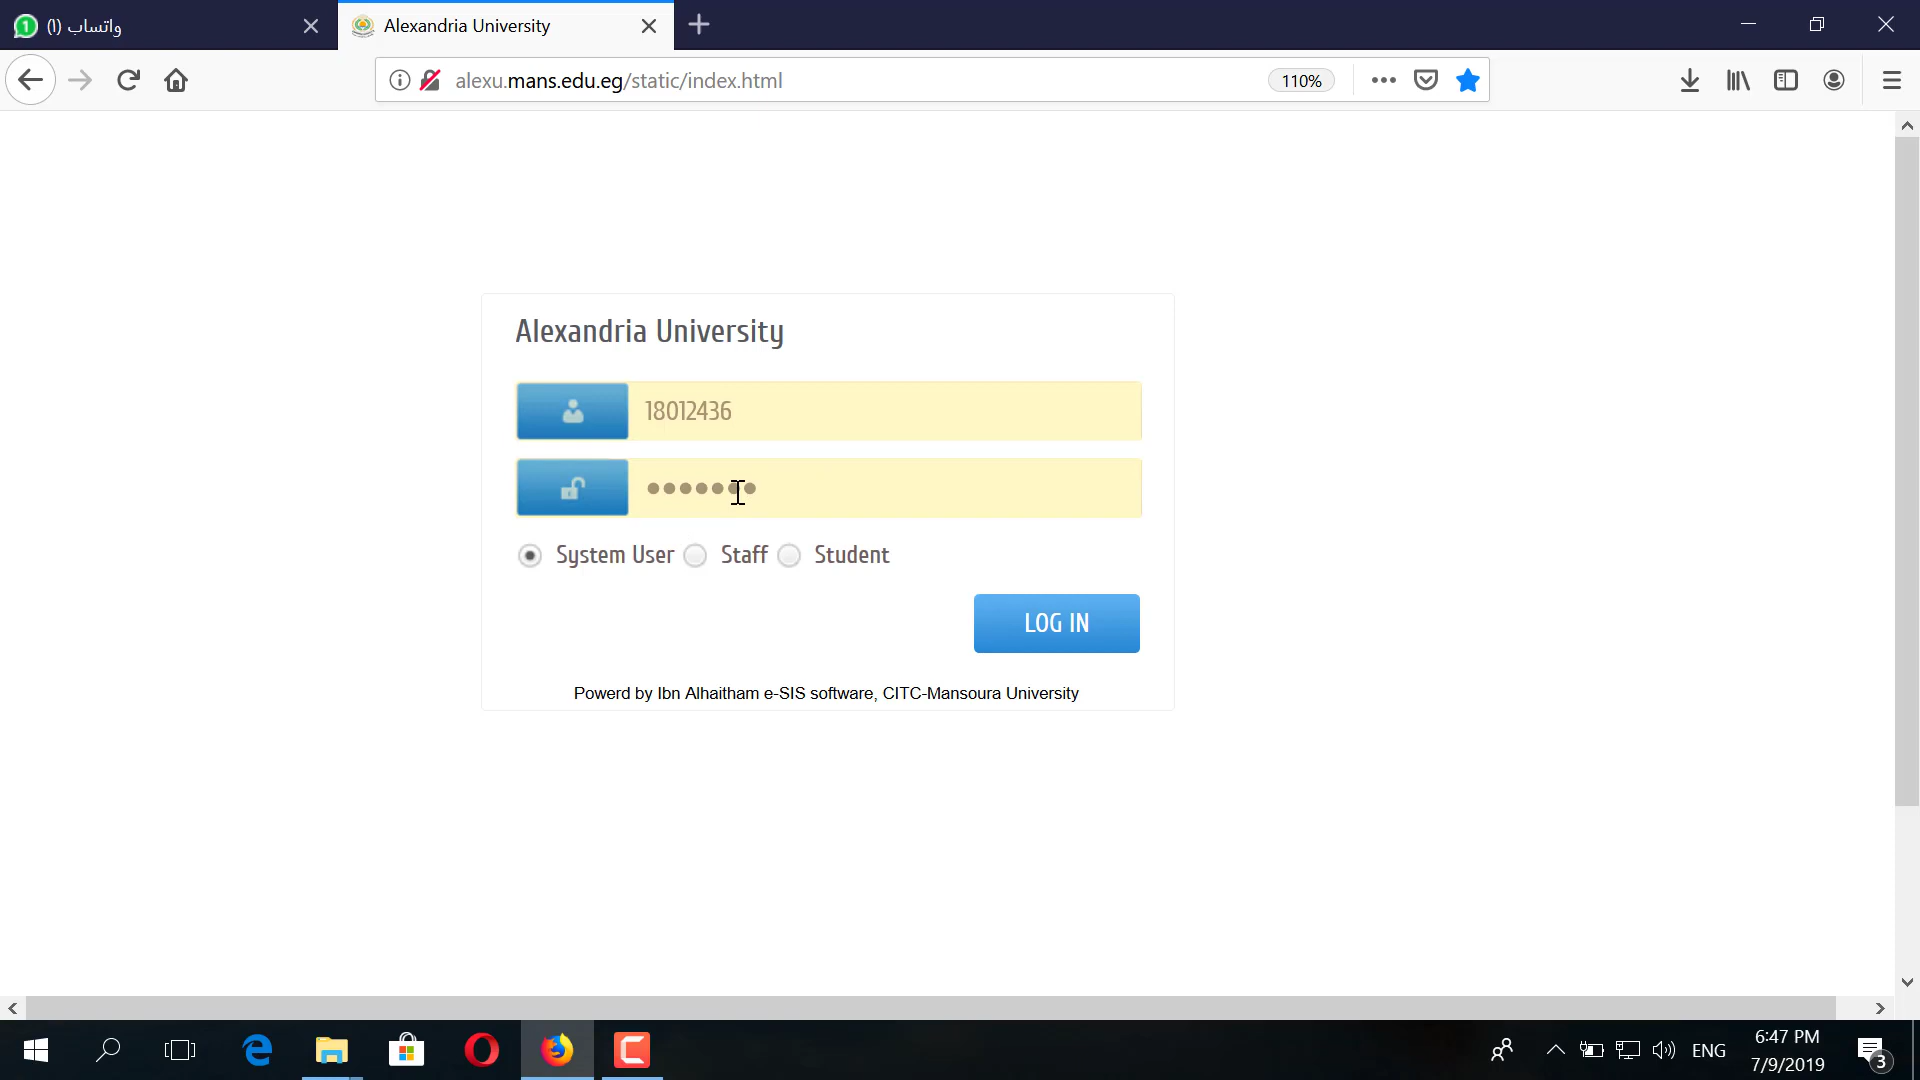 واتساب (١)
Alexandria University
alexu.mans.edu.eg/static/index.html
110%
Alexandria University
18012436
System User
Staff
Student
LOG IN
Powerd by Ibn Alhaitham e-SIS software, CITC-Mansoura University
ENG
6:47 PM
7/9/2019
3